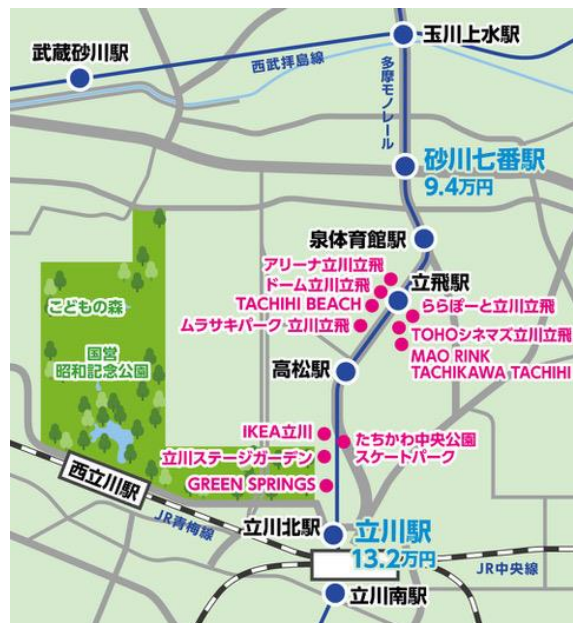 玉川上水駅
武蔵砂川駅
西武拝島線
多摩モノレール
砂川七番駅
9.4万円
泉体育館駅
アリーナ立川立飛
立飛駅
ドーム立川立飛
TACHIHI BEACH
ららぽーと立川立飛
ムラサキパーク 立川立飛
TOHOシネマズ立川立飛
MAO RINK
TACHIKAWA TACHIHI
こどもの森
国営
昭和記念公園
高松駅
IKEA立川
たちかわ中央公園
スケートパーク
立川ステージガーデン
GREEN SPRINGS
西立川駅
JR青梅線
立川北駅
立川駅
13.2万円
JR中央線
立川南駅